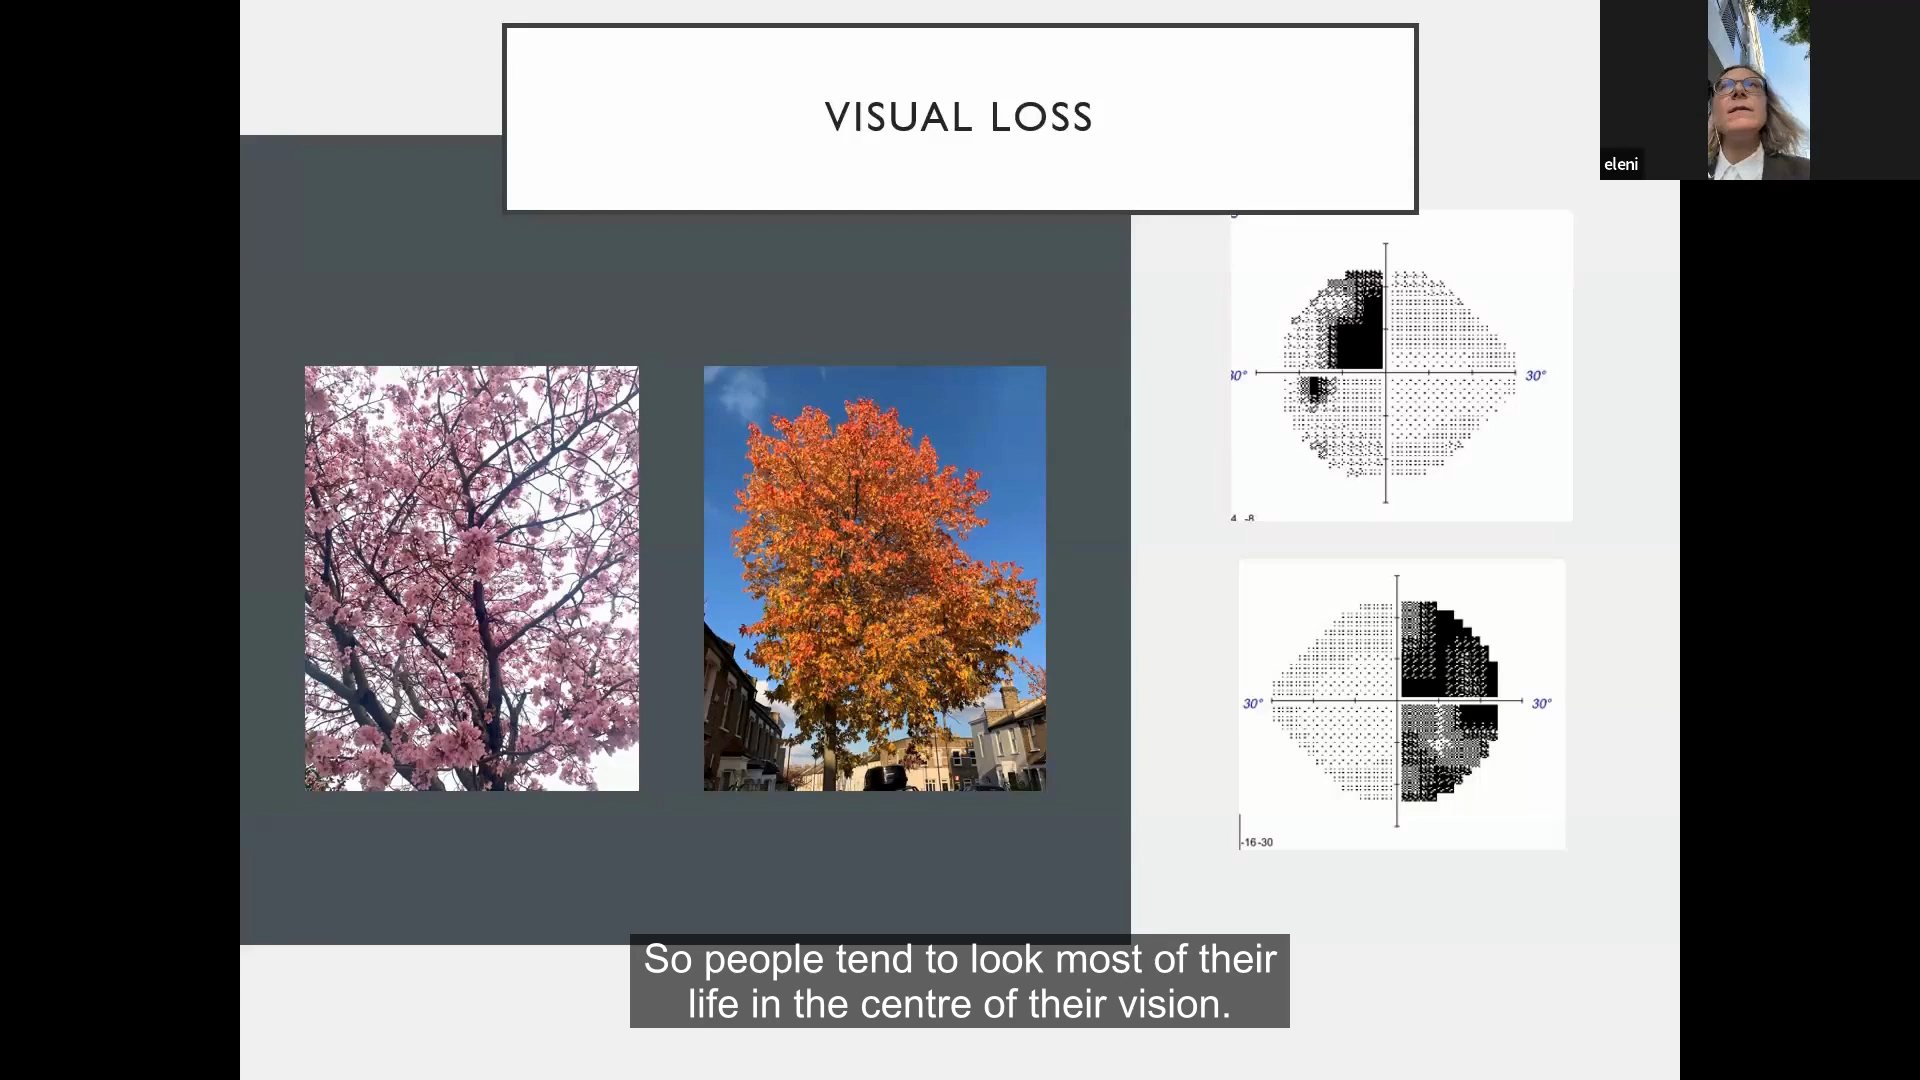 VISUAL LOSS
eleni
30°
30°
4 -8
30°
30°
-16-30
So people tend to look most of their
life in the centre of their vision.